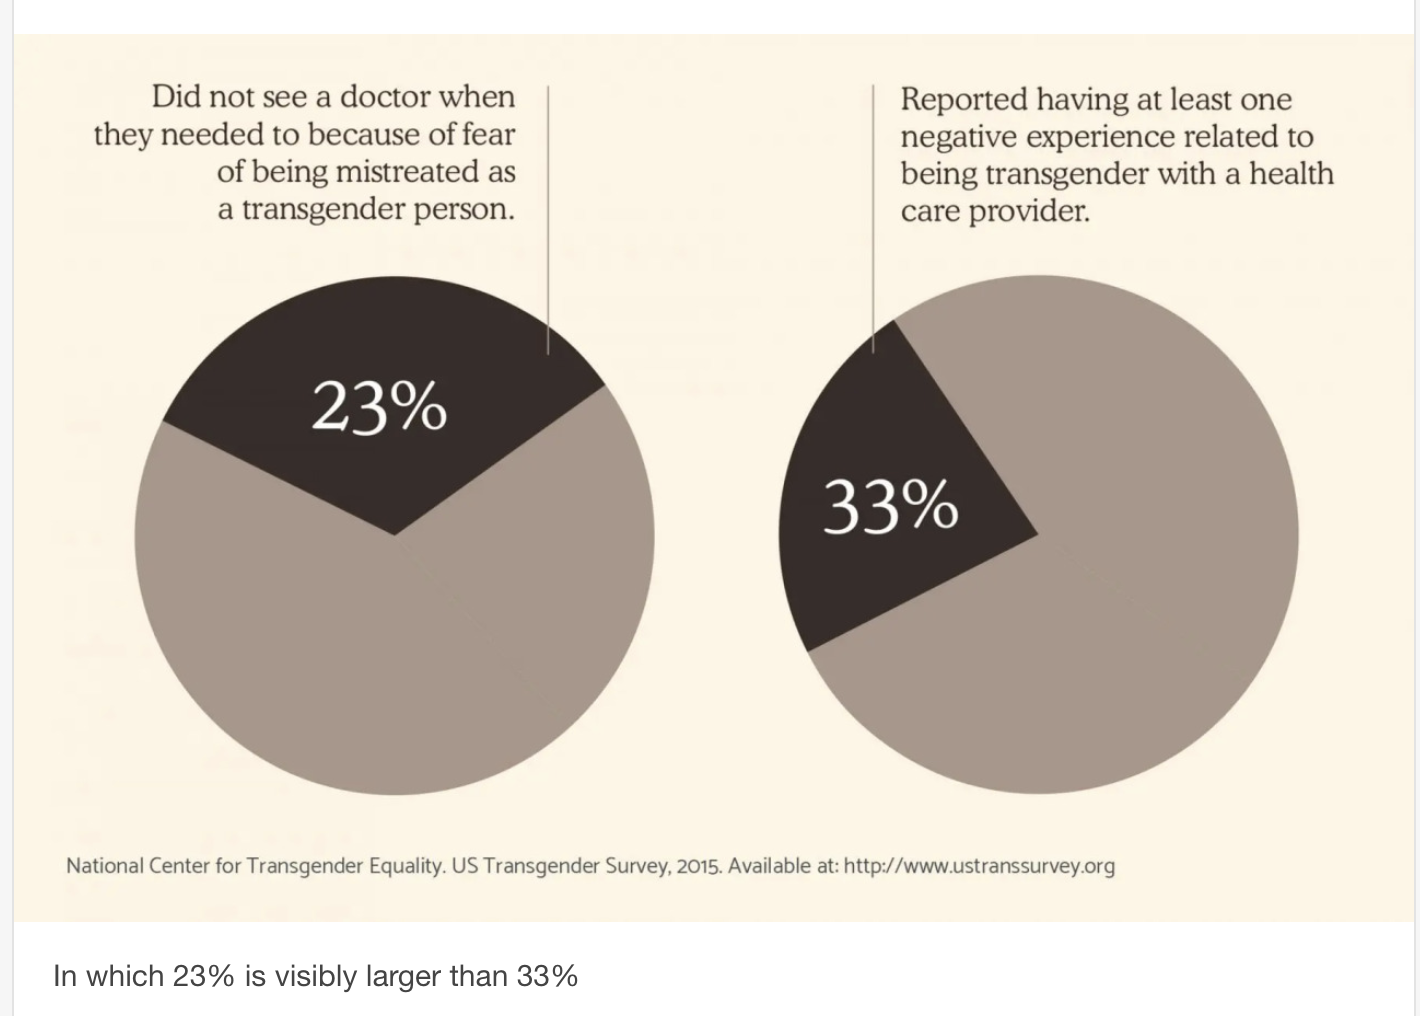 Did not see a doctor when
they needed to because of fear
of being mistreated as
a transgender person.
Reported having at least one
negative experience related to
being transgender with a health
care provider.
23%
33%
National Center for Transgender Equality. US Transgender Survey, 2015. Available at: http://www.ustranssurvey.org
In which 23% is visibly larger than 33%